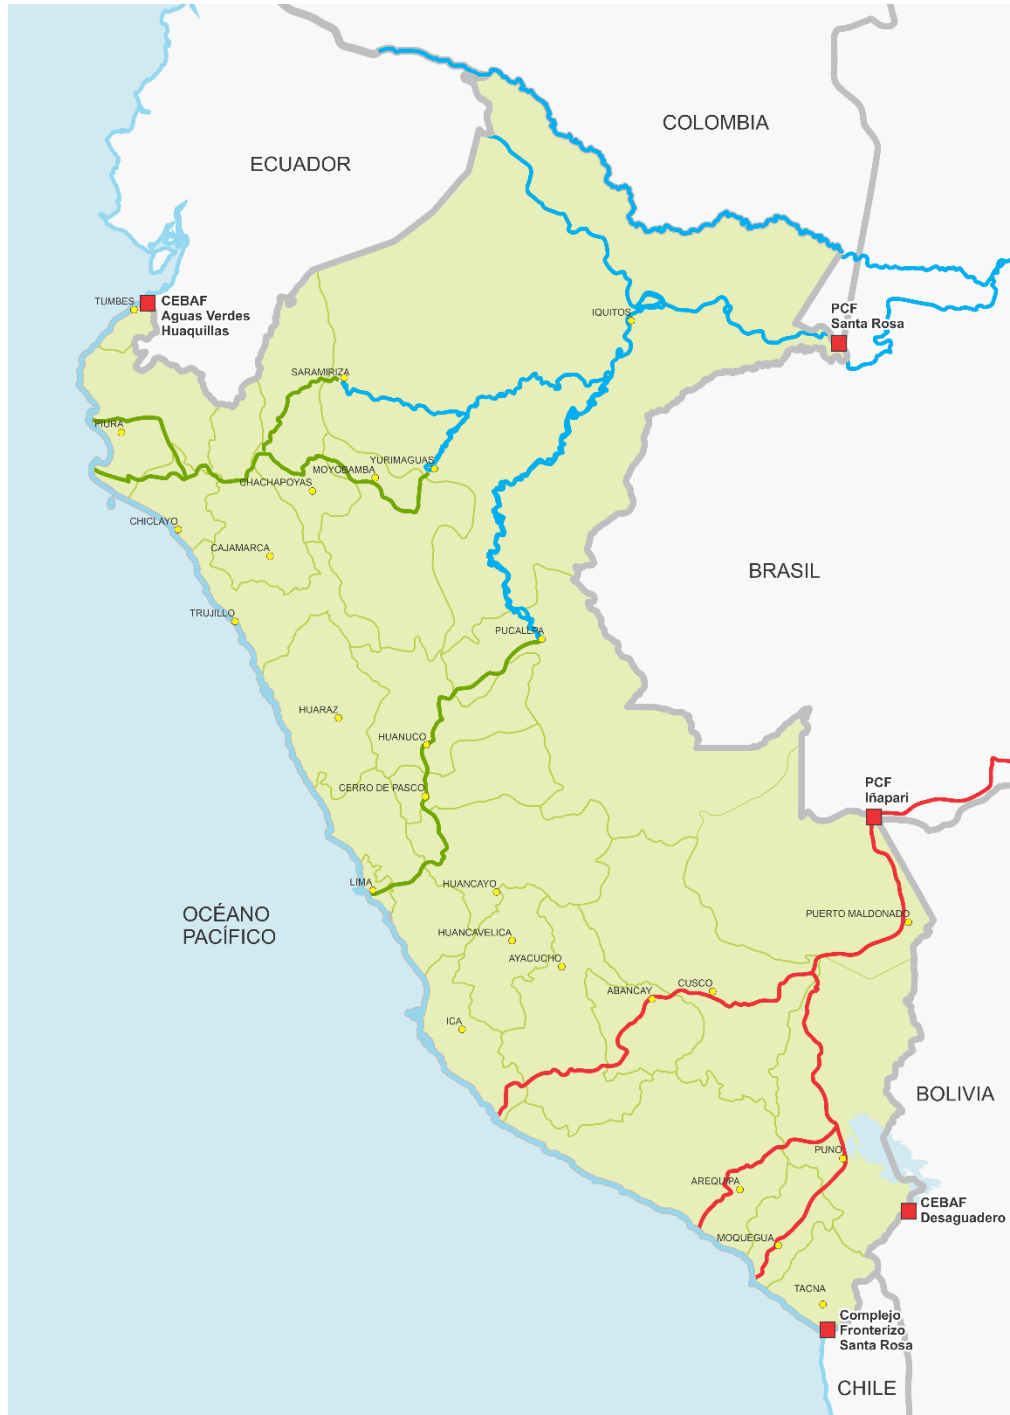 COLOMBIA
ECUADOR
TUMBES
CEBAF
Aguas Verdes
Huaquillas
IQUITOS
PCF
Santa Rosa
SARAMIRIZA
PIURA
YURIMAGUAS
MOYOBAMBA
CHACHAPOYAS
CHICLAYO
CAJAMARCA
BRASIL
TRUJILLO
PUCALLPA
HUARAZ
HUANUCO
CERRO DE PASCO
PCF
Iñapari
LIMA
HUANCAYO
OCÉANO
PACÍFICO
PUERTO MALDONADO
HUANCAVELICA
AYACUCHO
ABANCAY
CUSCO
ICA
BOLIVIA
PUNO
AREQUIPA
CEBAF
Desaguadero
MOQUEGUA
TACNA
Complejo
Fronterizo
Santa Rosa
CHILE